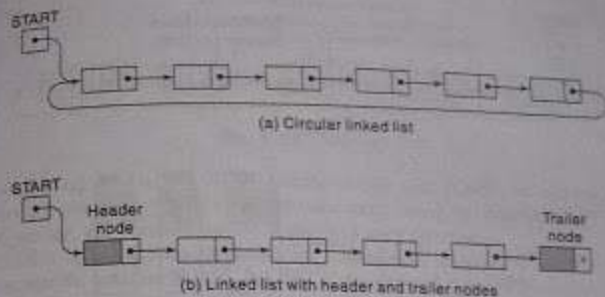 START
(a) Circular linked list
START
Header
node
Trailer
node
(b) Linked list with header and trailer nodes